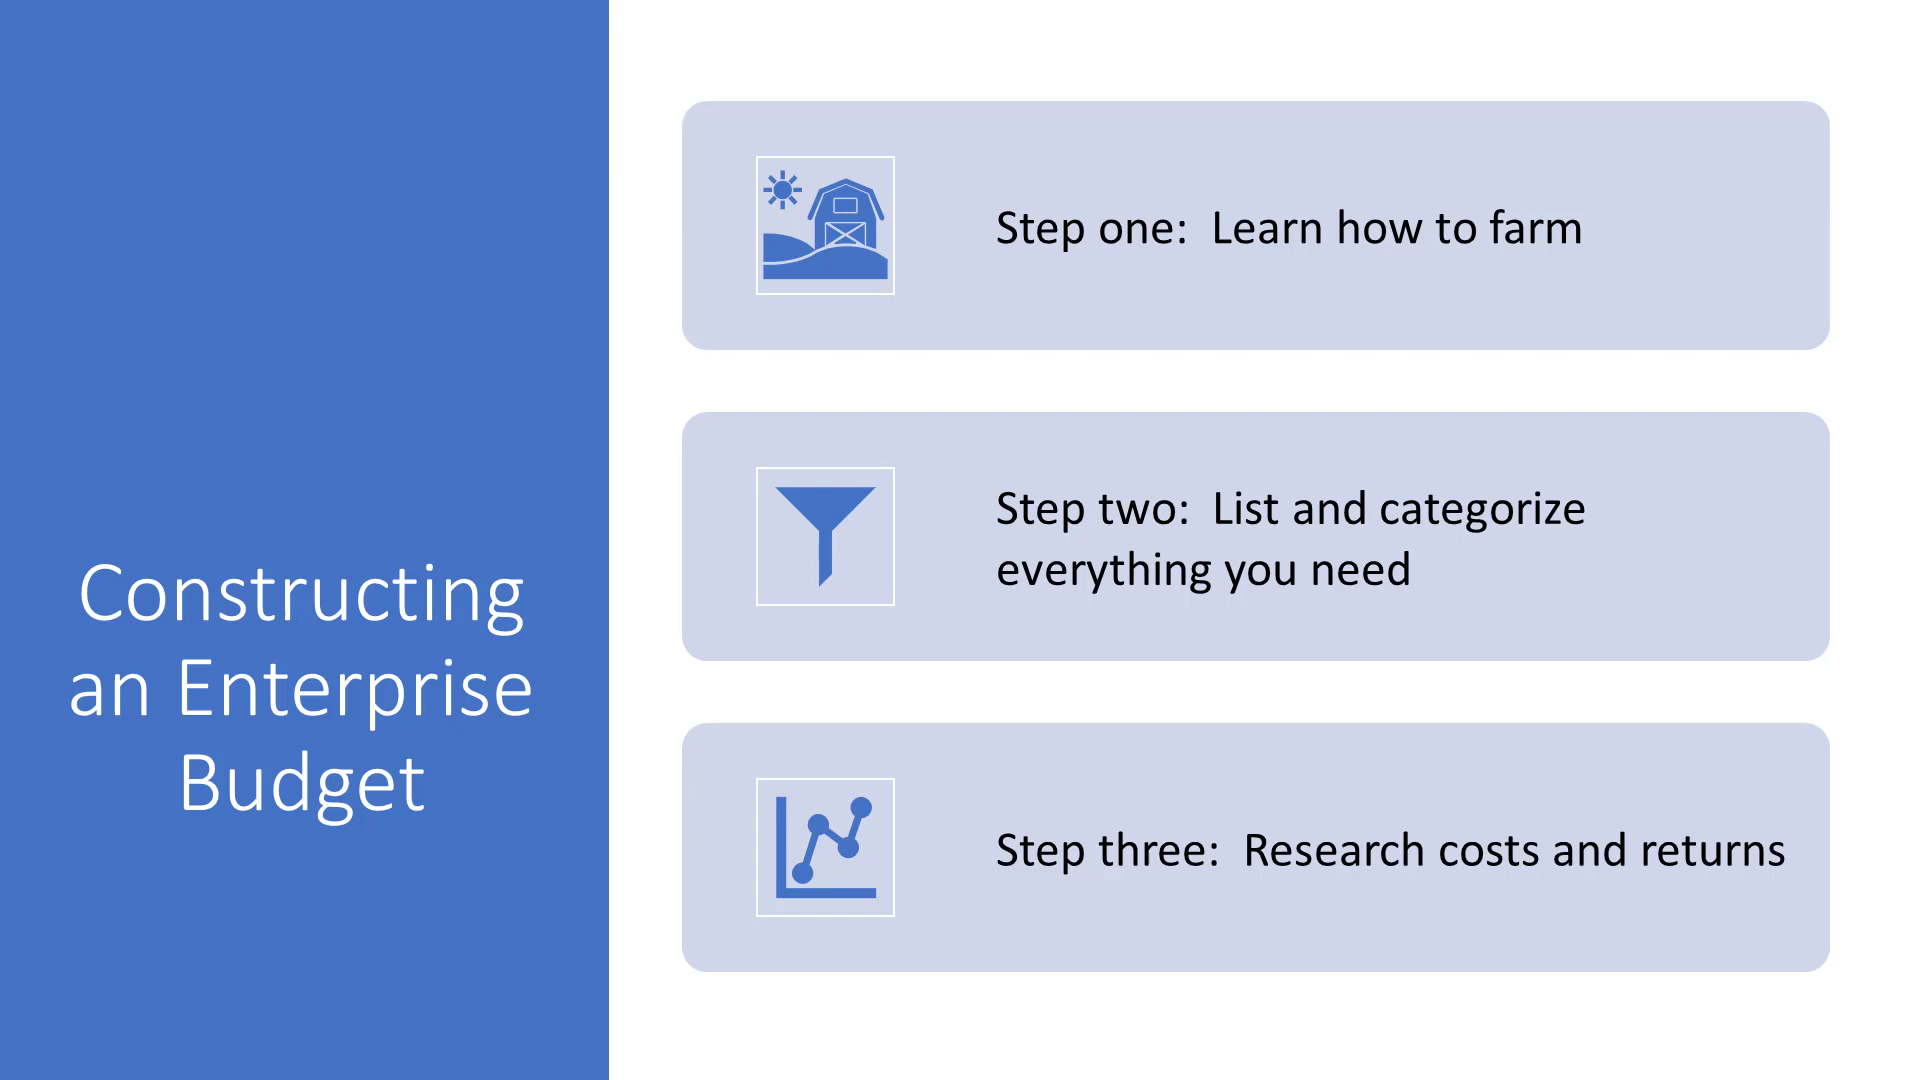 Constructing
an Enterprise
Budget
Step one:  Learn how to farm
Step two:  List and categorize
everything you need
Step three:  Research costs and returns